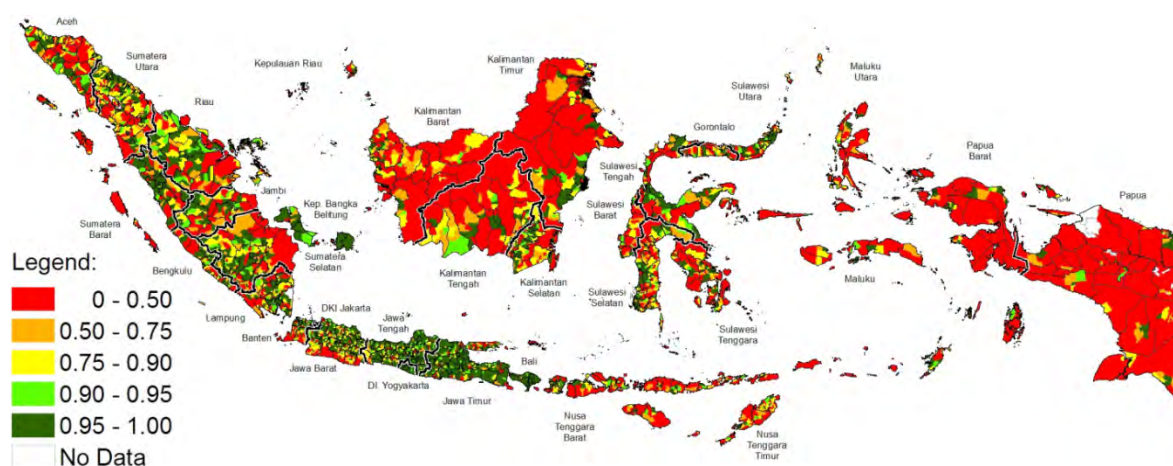 Aceh
Sumatera
Utara
Kepulauan Riau
Riau
Kalimantan
Timur
Kalimantan
Barat
Sulawesi
Utara
Maluku
Utara
Gorontalo
Papua
Barat
Papua
Jambi
Kep. Bangka
Belitung
Sulawesi
Tengah
Sulawesi
Barat
Sumatera
Barat
Sumatera
Selatan
Bengkulu
Kalimantan
Tengah
Kalimantan
Selatan
Sulawesi
Selatan
Maluku
Lampung
DKI Jakarta
Jawa
Tengah
Sulawesi
Tenggara
Banten
Jawa Barat
Bali
DI. Yogyakarta
Jawa Timur
Nusa
Tenggara
Barat
Nusa
Tenggara
Timur
Legend:
0 - 0.50
0.50 - 0.75
0.75 - 0.90
0.90 - 0.95
0.95 - 1.00
No Data